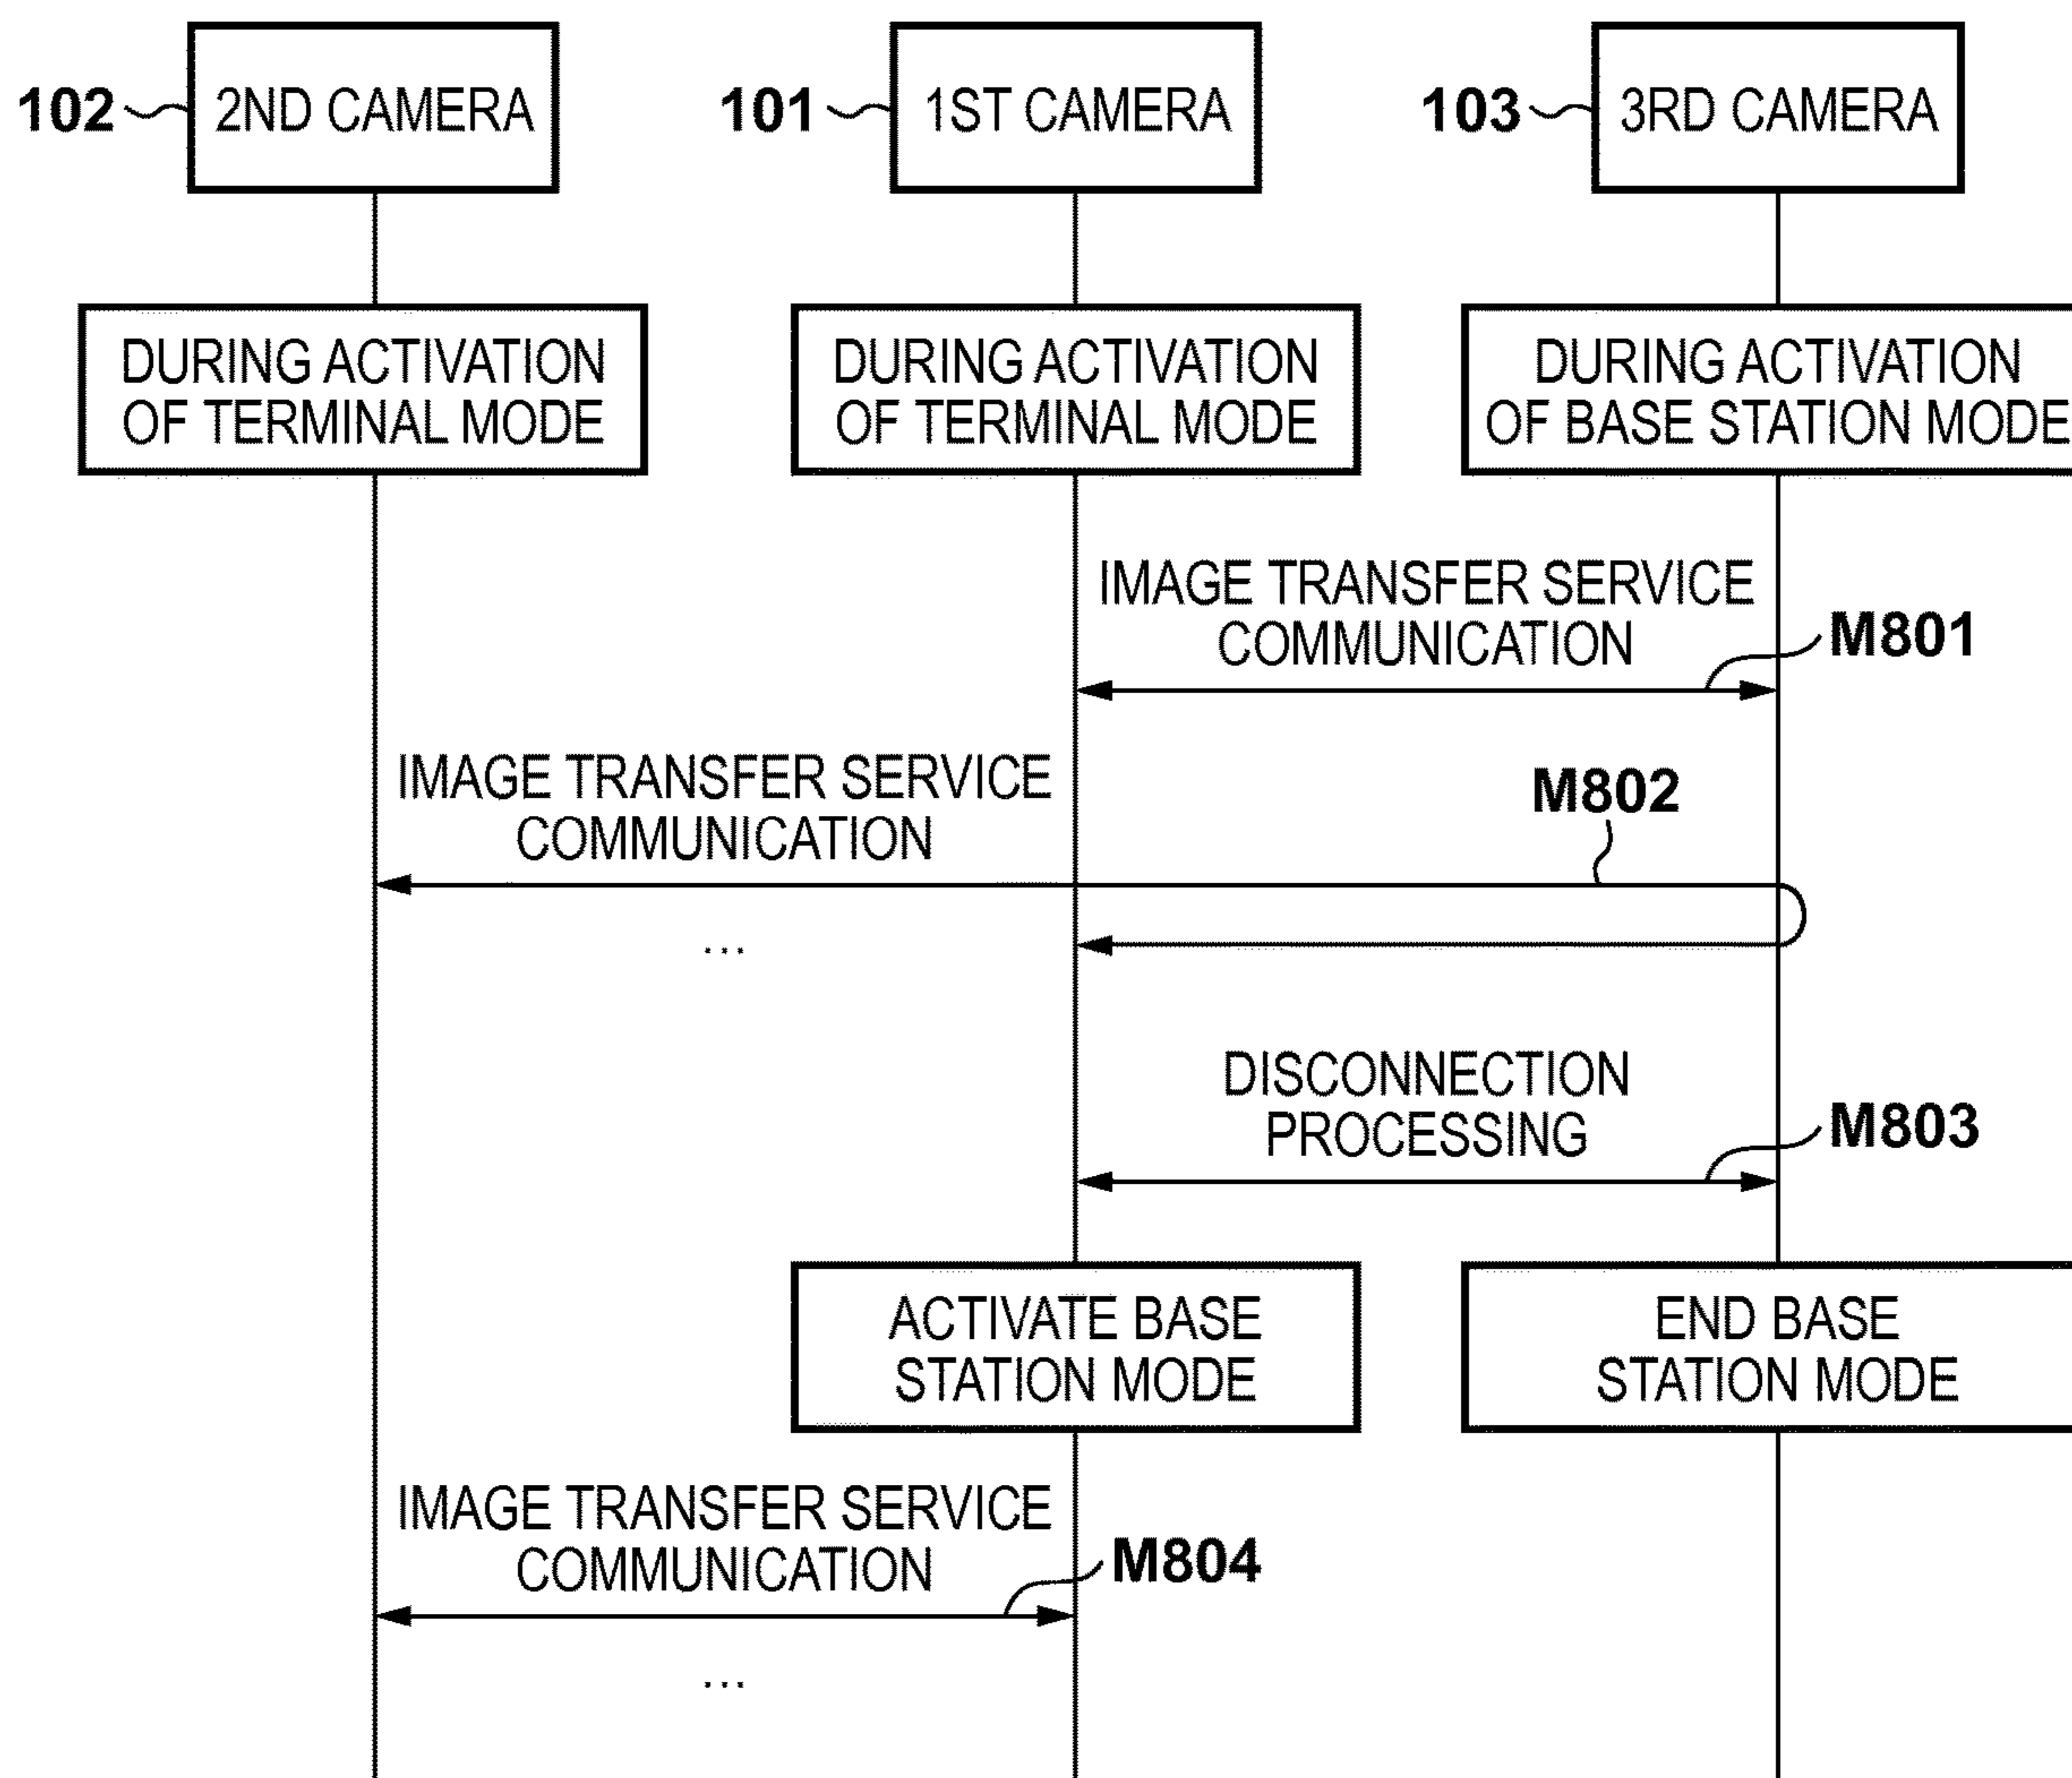 102
2ND CAMERA
101
1ST CAMERA
103
3RD CAMERA
DURING ACTIVATION
OF TERMINAL MODE
DURING ACTIVATION
OF TERMINAL MODE
DURING ACTIVATION
OF BASE STATION MODE
IMAGE TRANSFER SERVICE
COMMUNICATION
M801
IMAGE TRANSFER SERVICE
COMMUNICATION
M802
...
DISCONNECTION
PROCESSING
M803
ACTIVATE BASE
STATION MODE
END BASE
STATION MODE
IMAGE TRANSFER SERVICE
COMMUNICATION
M804
...